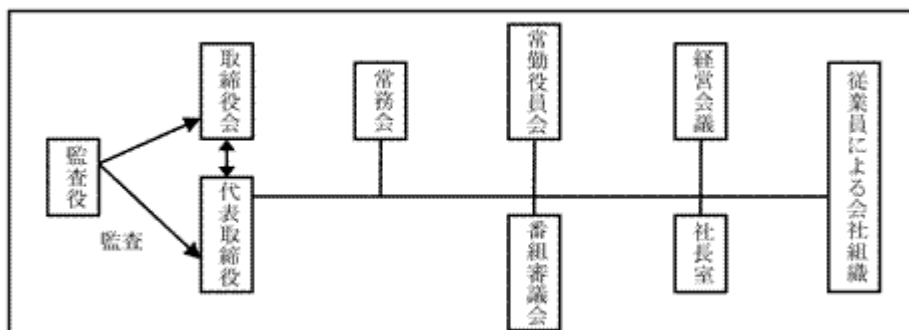 監査役
監査
取締役会
代表取締役
常務会
常勤役員会
番組審議会
経営会議
社長室
従業員による会社組織